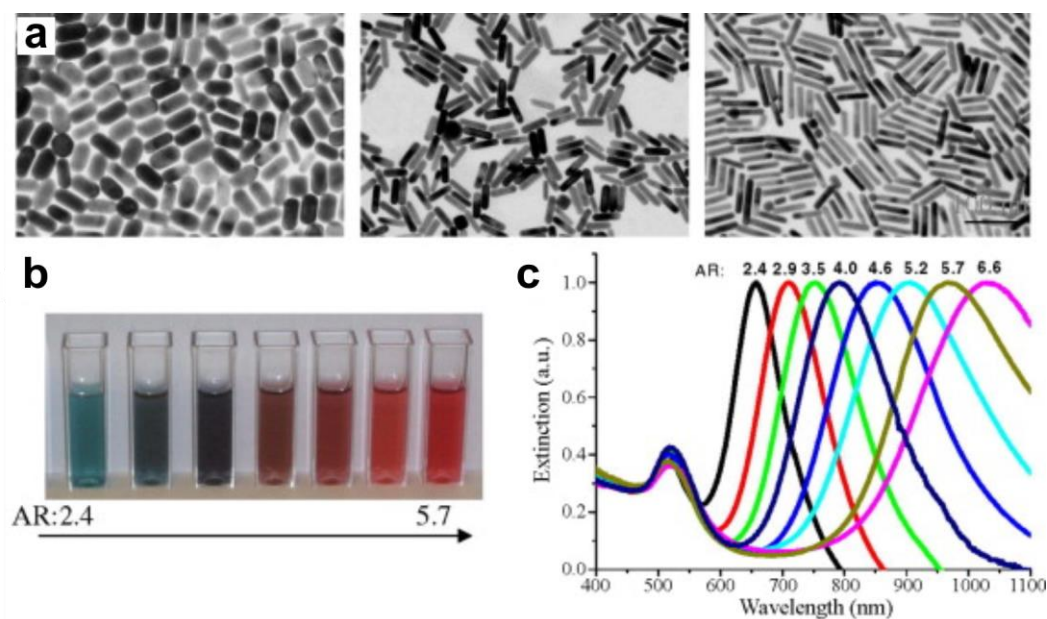 a
b
AR:2.4 5.7
c
AR: 2.4 2.9 3.5 4.0 4.6 5.2 5.7 6.6
1.0
0.8
0.6
0.4
0.2
0.0
Extinction (a.u.)
400 500 600 700 800 900 1000 1100
Wavelength (nm)